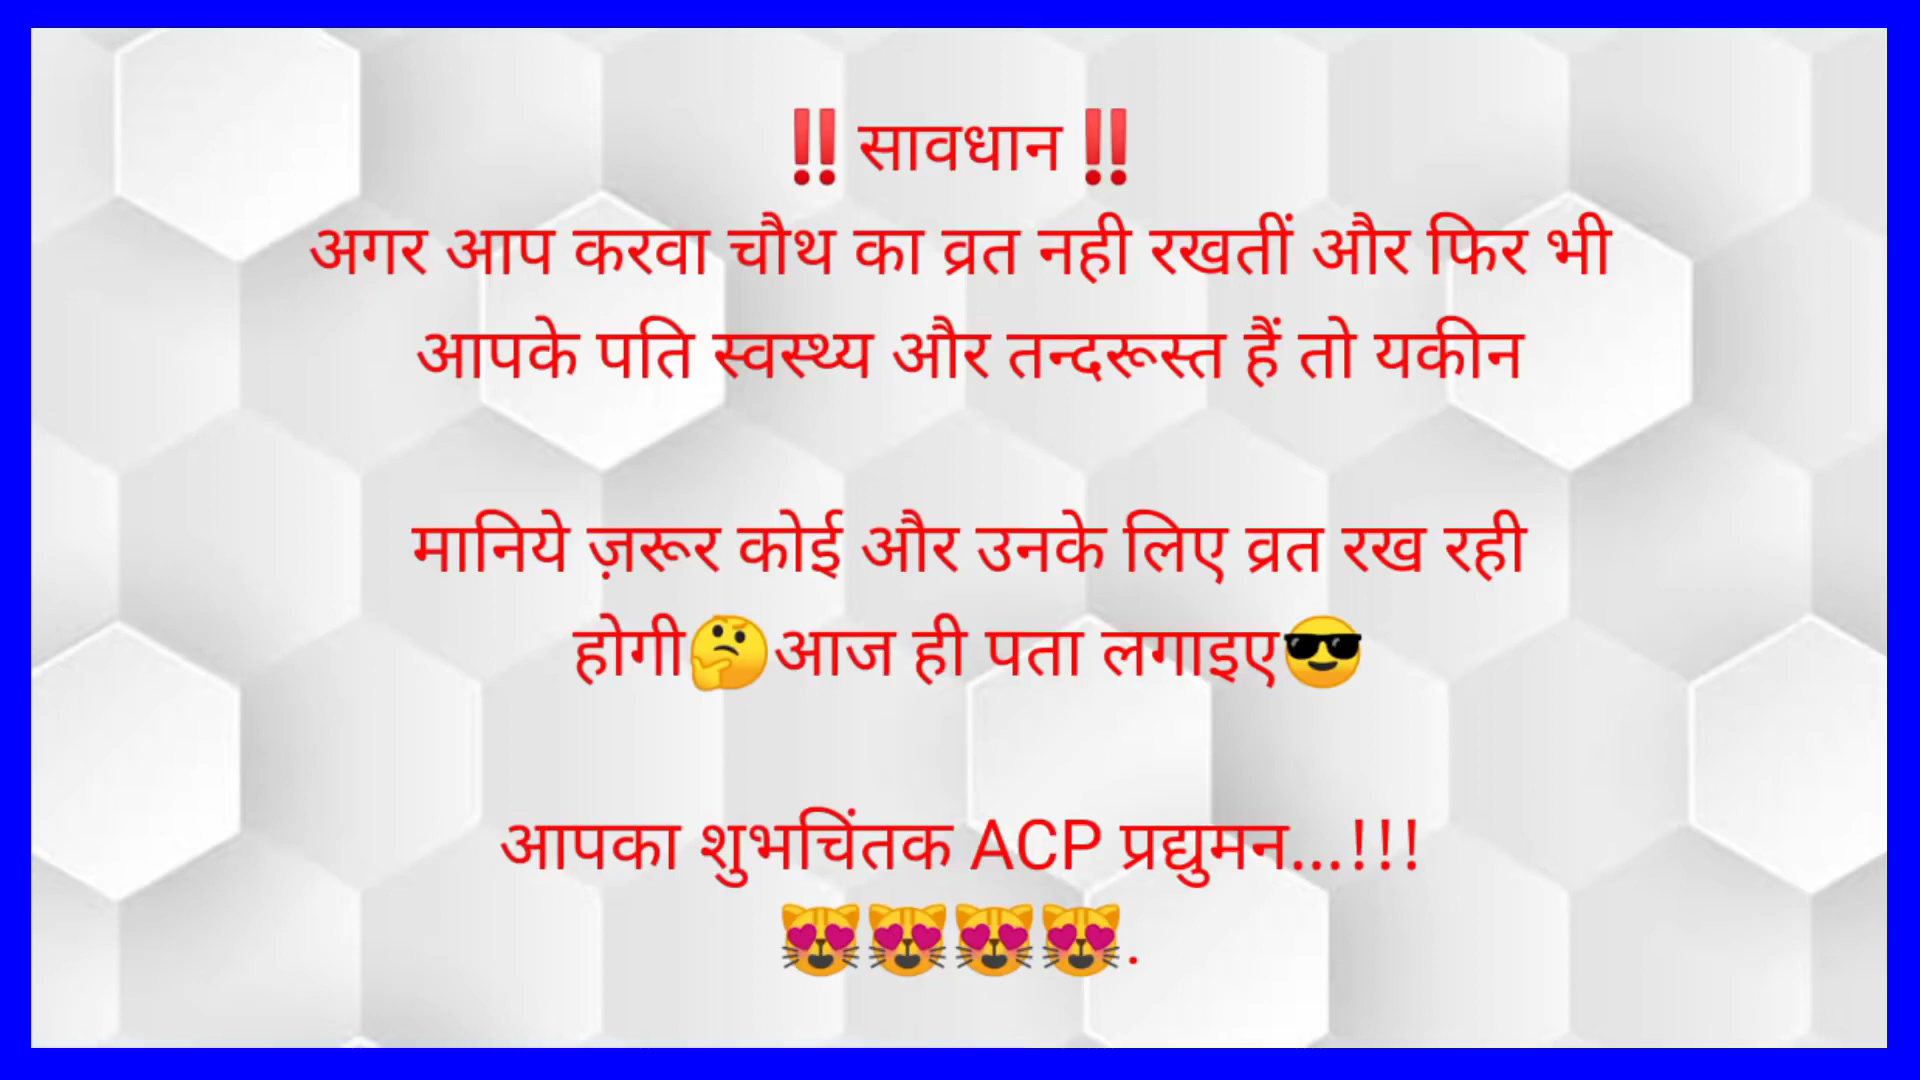 ‼️सावधान‼️
अगर आप करवा चौथ का व्रत नही रखतीं और फिर भी
आपके पति स्वस्थ्य और तन्दरूस्त हैं तो यकीन
मानिये ज़रूर कोई और उनके लिए व्रत रख रही
होगी🤔आज ही पता लगाइए😎
आपका शुभचिंतक ACP प्रद्युमन...!!!
😻😻😻😻.